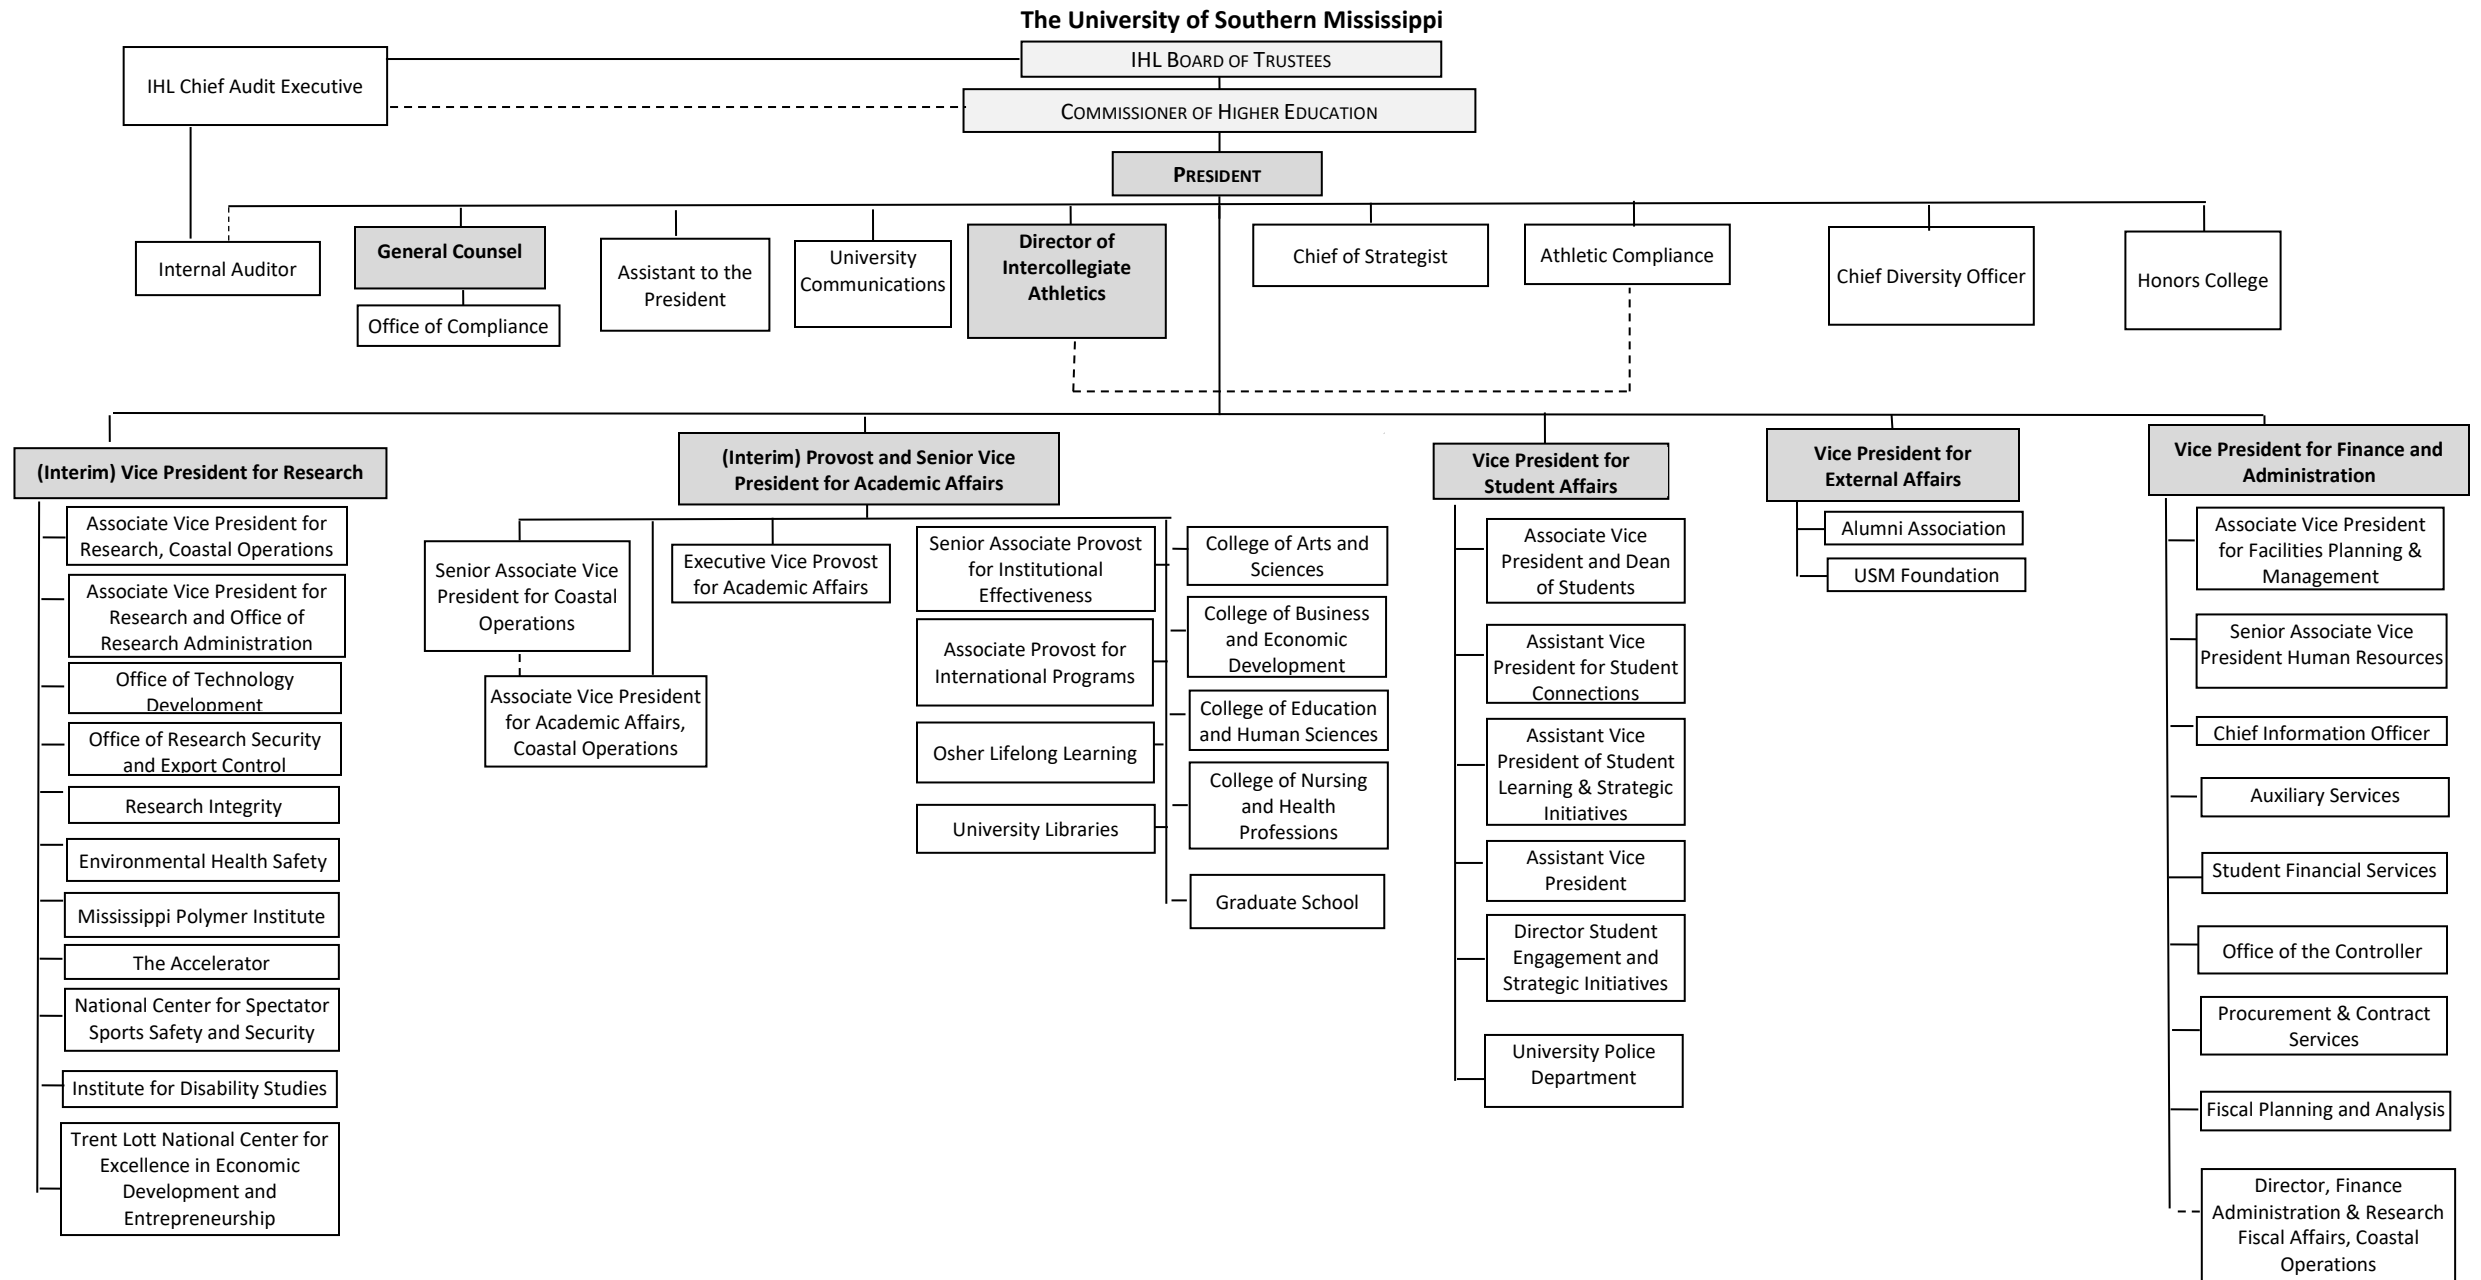 The University of Southern Mississippi
IHL BOARD OF TRUSTEES
IHL Chief Audit Executive
COMMISSIONER OF HIGHER EDUCATION
PRESIDENT
Internal Auditor
General Counsel
Office of Compliance
Assistant to the
President
University
Communications
Director of
Intercollegiate
Athletics
Chief of Strategist
Athletic Compliance
Chief Diversity Officer
Honors College
(Interim) Vice President for Research
Associate Vice President for
Research, Coastal Operations
Associate Vice President for
Research and Office of
Research Administration
Office of Technology
Development
Office of Research Security
and Export Control
Research Integrity
Environmental Health Safety
Mississippi Polymer Institute
The Accelerator
National Center for Spectator
Sports Safety and Security
Institute for Disability Studies
Trent Lott National Center for
Excellence in Economic
Development and
Entrepreneurship
(Interim) Provost and Senior Vice
President for Academic Affairs
Senior Associate Vice
President for Coastal
Operations
Associate Vice President
for Academic Affairs,
Coastal Operations
Executive Vice Provost
for Academic Affairs
Senior Associate Provost
for Institutional
Effectiveness
Associate Provost for
International Programs
Osher Lifelong Learning
University Libraries
College of Arts and
Sciences
College of Business
and Economic
Development
College of Education
and Human Sciences
College of Nursing
and Health
Professions
Graduate School
Vice President for
Student Affairs
Associate Vice
President and Dean
of Students
Assistant Vice
President for Student
Connections
Assistant Vice
President of Student
Learning & Strategic
Initiatives
Assistant Vice
President
Director Student
Engagement and
Strategic Initiatives
University Police
Department
Vice President for
External Affairs
Alumni Association
USM Foundation
Vice President for Finance and
Administration
Associate Vice President
for Facilities Planning &
Management
Senior Associate Vice
President Human Resources
Chief Information Officer
Auxiliary Services
Student Financial Services
Office of the Controller
Procurement & Contract
Services
Fiscal Planning and Analysis
Director, Finance
Administration & Research
Fiscal Affairs, Coastal
Operations